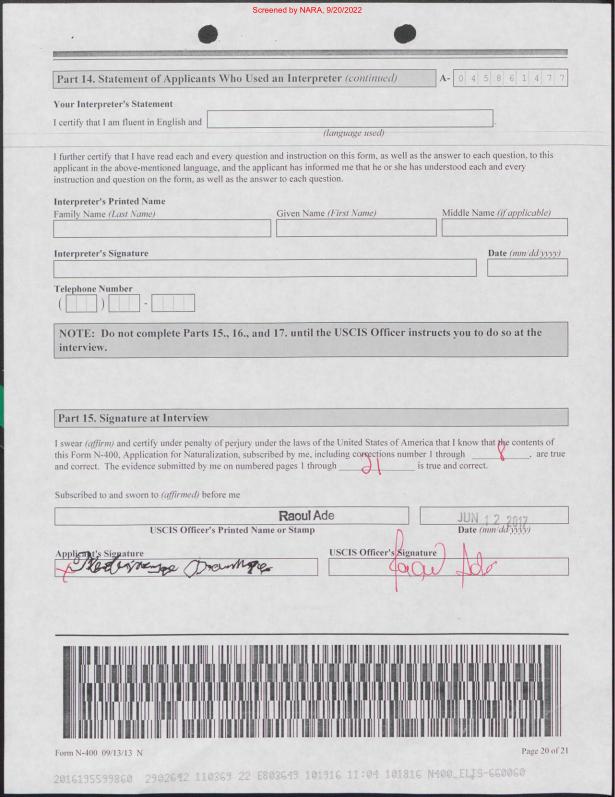 Screened by NARA, 9/20/2022
Part 14. Statement of Applicants Who Used an Interpreter (continued)
A- 0 4 5 8 6 1 4 7 7
Your Interpreter's Statement
I certify that I am fluent in English and
(language used)
I further certify that I have read each and every question and instruction on this form, as well as the answer to each question, to this
applicant in the above-mentioned language, and the applicant has informed me that he or she has understood each and every
instruction and question on the form, as well as the answer to each question.
Interpreter's Printed Name
Family Name (Last Name) Given Name (First Name) Middle Name (if applicable)
Interpreter's Signature Date (mm/dd/yyyy)
Telephone Number
( ) -
NOTE: Do not complete Parts 15., 16., and 17. until the USCIS Officer instructs you to do so at the
interview.
Part 15. Signature at Interview
I swear (affirm) and certify under penalty of perjury under the laws of the United States of America that I know that the contents of
this Form N-400, Application for Naturalization, subscribed by me, including corrections number 1 through 8, are true
and correct. The evidence submitted by me on numbered pages 1 through 21 is true and correct.
Subscribed to and sworn to (affirmed) before me
Raoul Ade JUN 12 2017
USCIS Officer's Printed Name or Stamp Date (mm/dd/yyyy)
Applicant's Signature USCIS Officer's Signature
X Raoul Ade
Form N-400 09/13/13 N Page 20 of 21
2016195599860 2902642 110369 22 E803649 101916 11:04 101816 N400_ELIS-660060